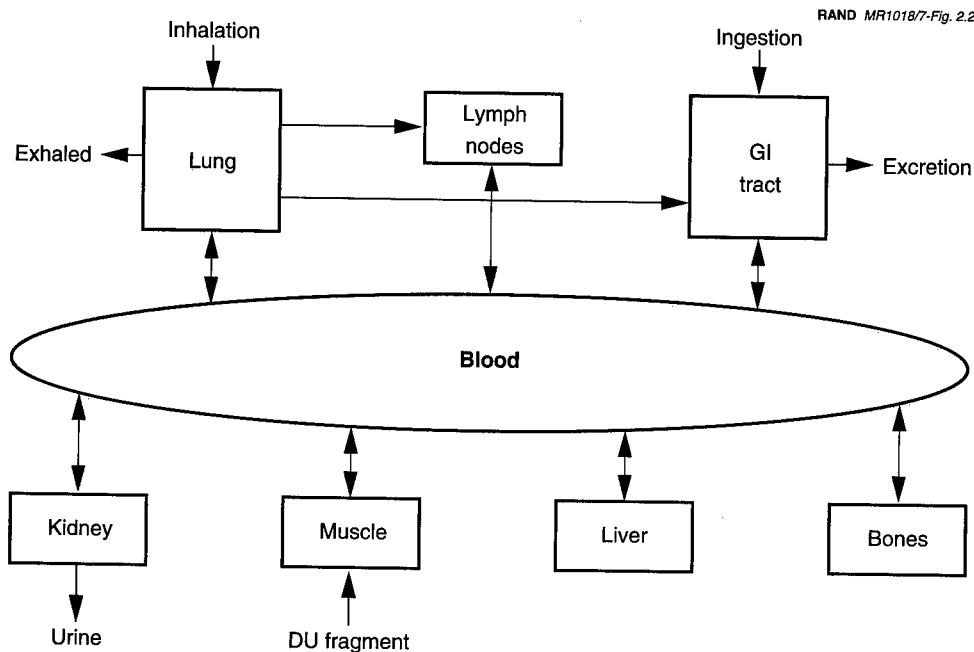 RAND MR1018/7-Fig. 2.2
Inhalation
Ingestion
Lymph
nodes
Exhaled
Lung
GI
tract
Excretion
Blood
Kidney
Muscle
Liver
Bones
Urine
DU fragment